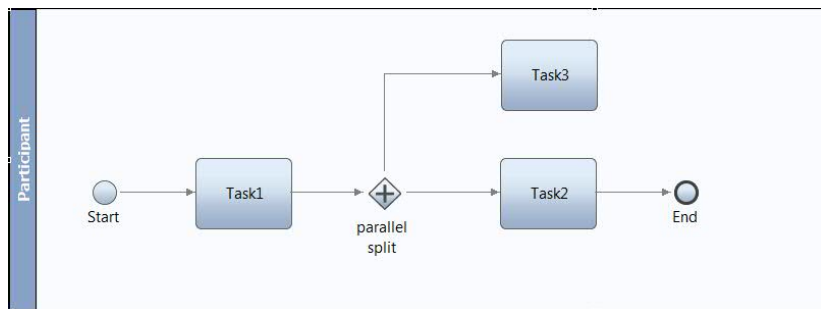 Participant
Task3
Start
Task1
parallel
split
Task2
End